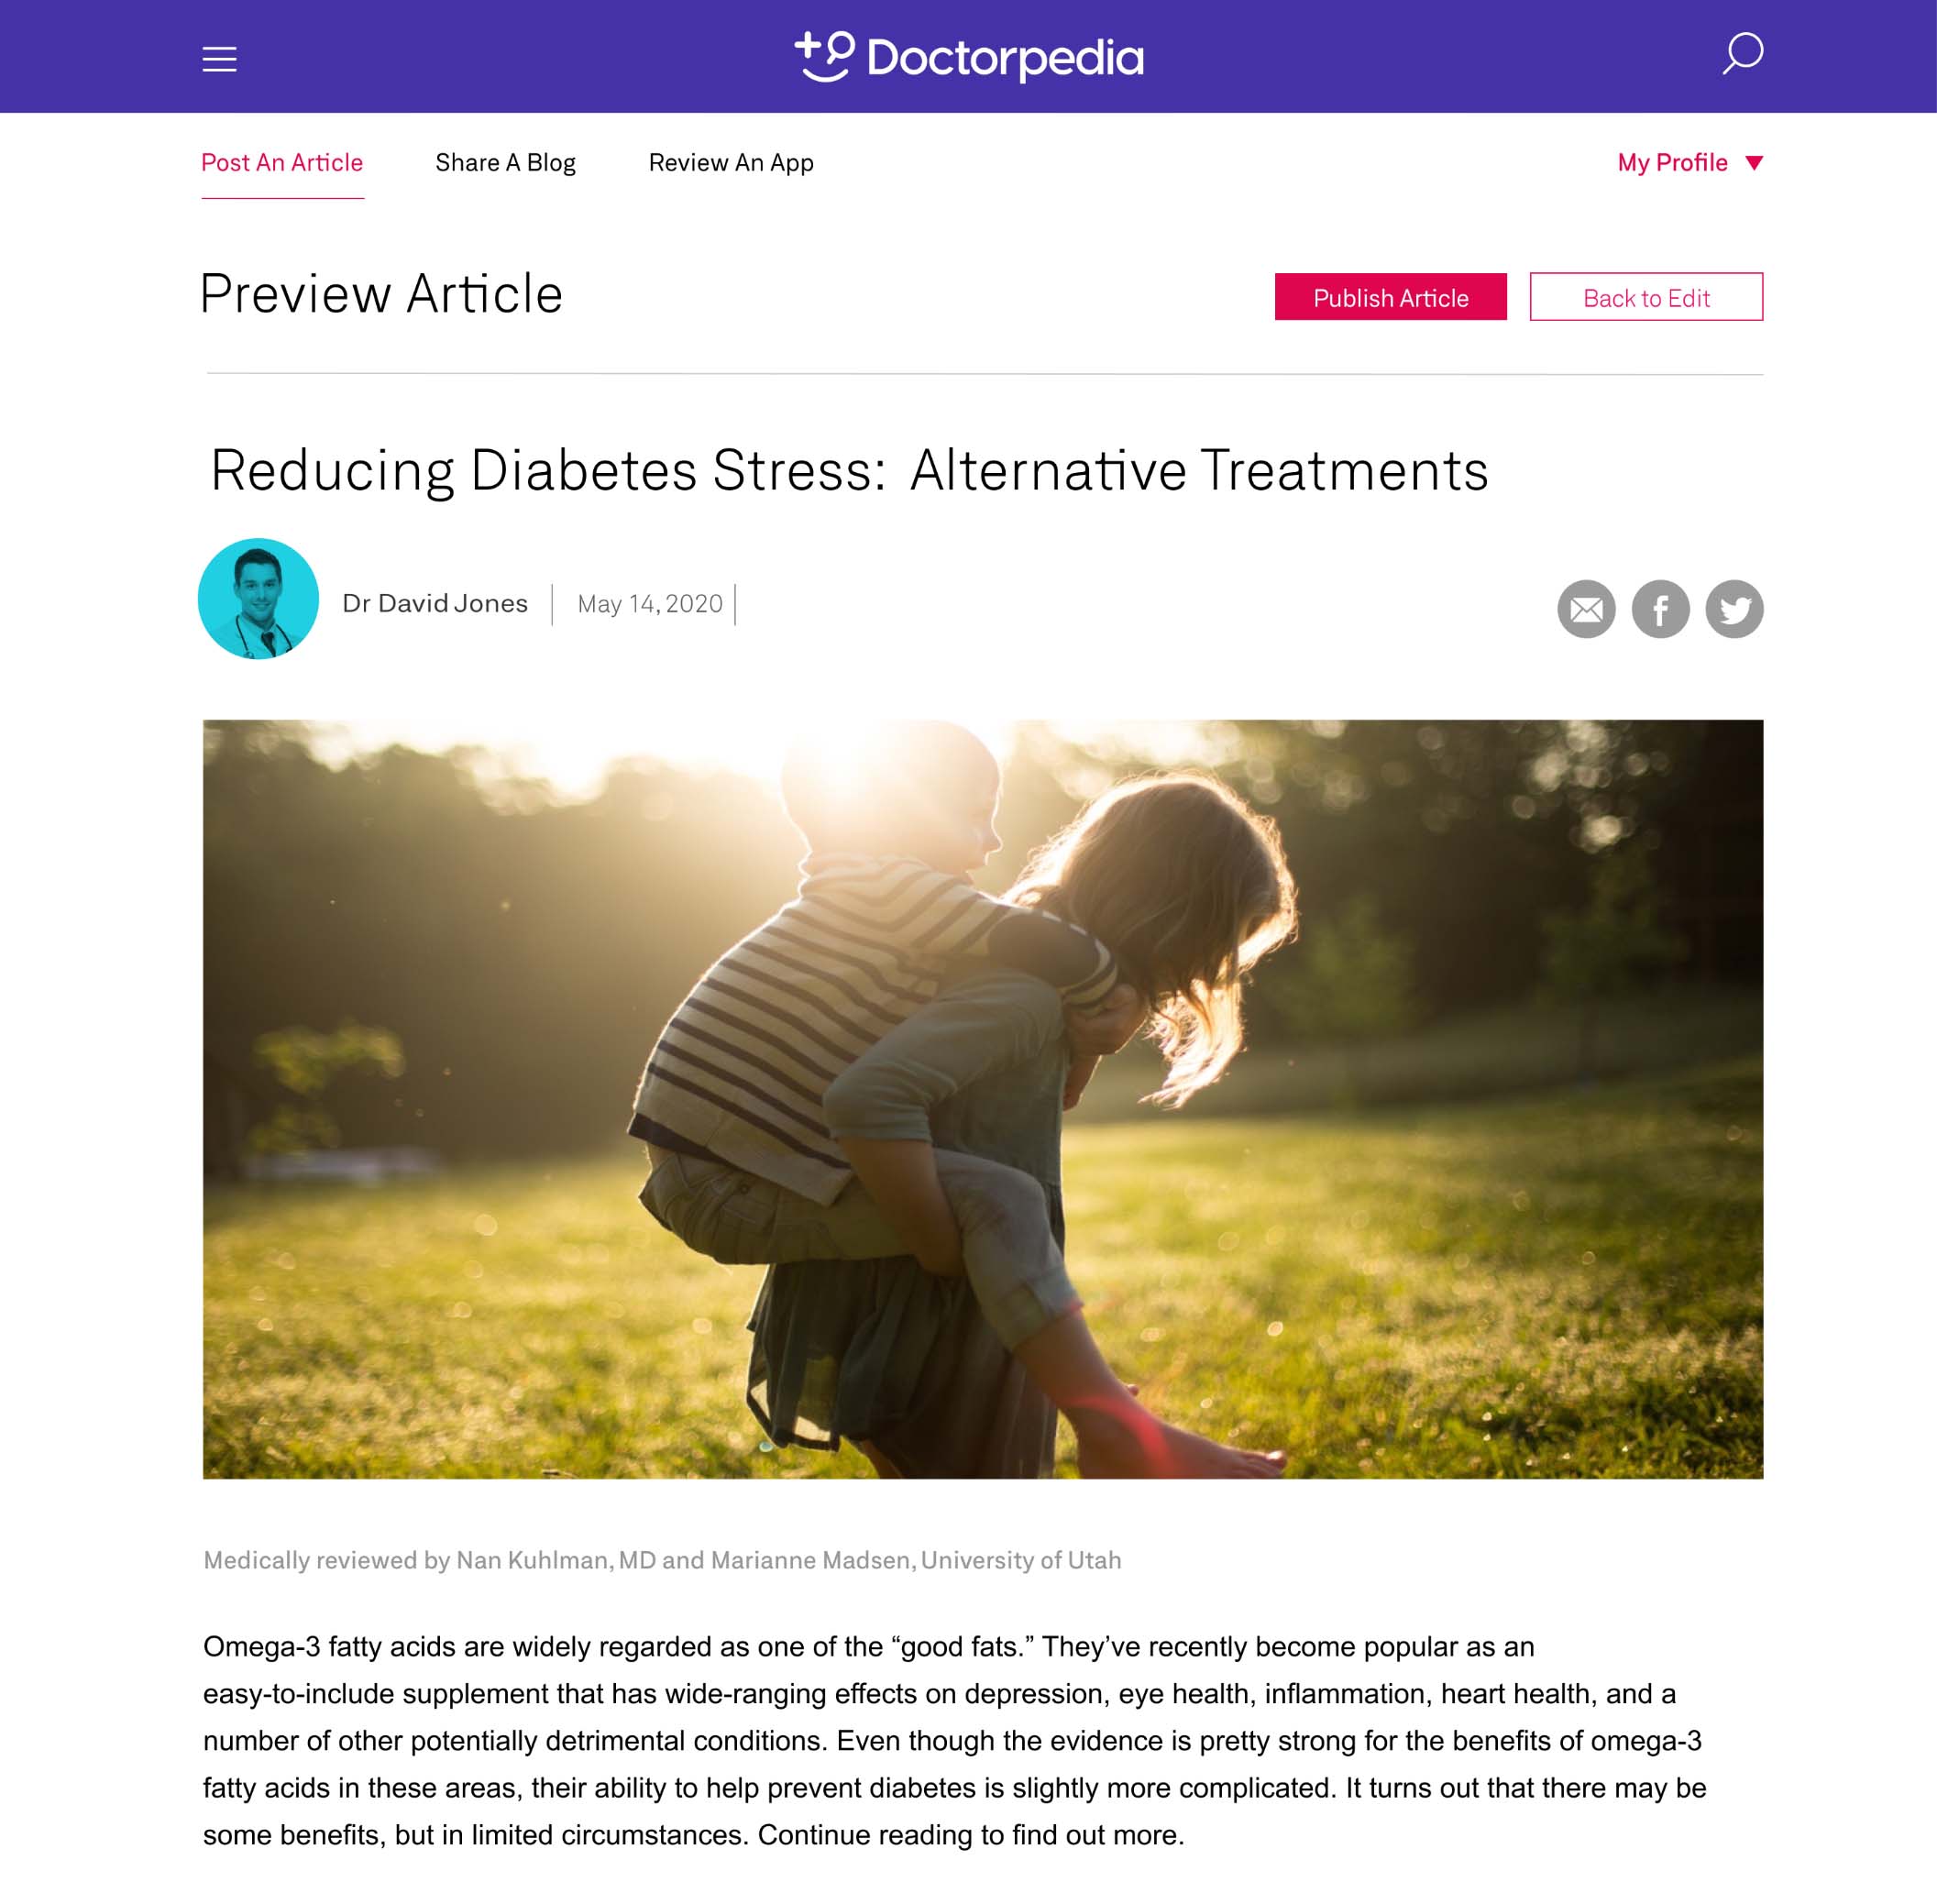 Doctorpedia
Post An Article
Share A Blog
Review An App
My Profile
Preview Article
Publish Article
Back to Edit
Reducing Diabetes Stress: Alternative Treatments
Dr David Jones
May 14, 2020
Medically reviewed by Nan Kuhlman, MD and Marianne Madsen, University of Utah
Omega-3 fatty acids are widely regarded as one of the “good fats.” They’ve recently become popular as an
easy-to-include supplement that has wide-ranging effects on depression, eye health, inflammation, heart health, and a
number of other potentially detrimental conditions. Even though the evidence is pretty strong for the benefits of omega-3
fatty acids in these areas, their ability to help prevent diabetes is slightly more complicated. It turns out that there may be
some benefits, but in limited circumstances. Continue reading to find out more.